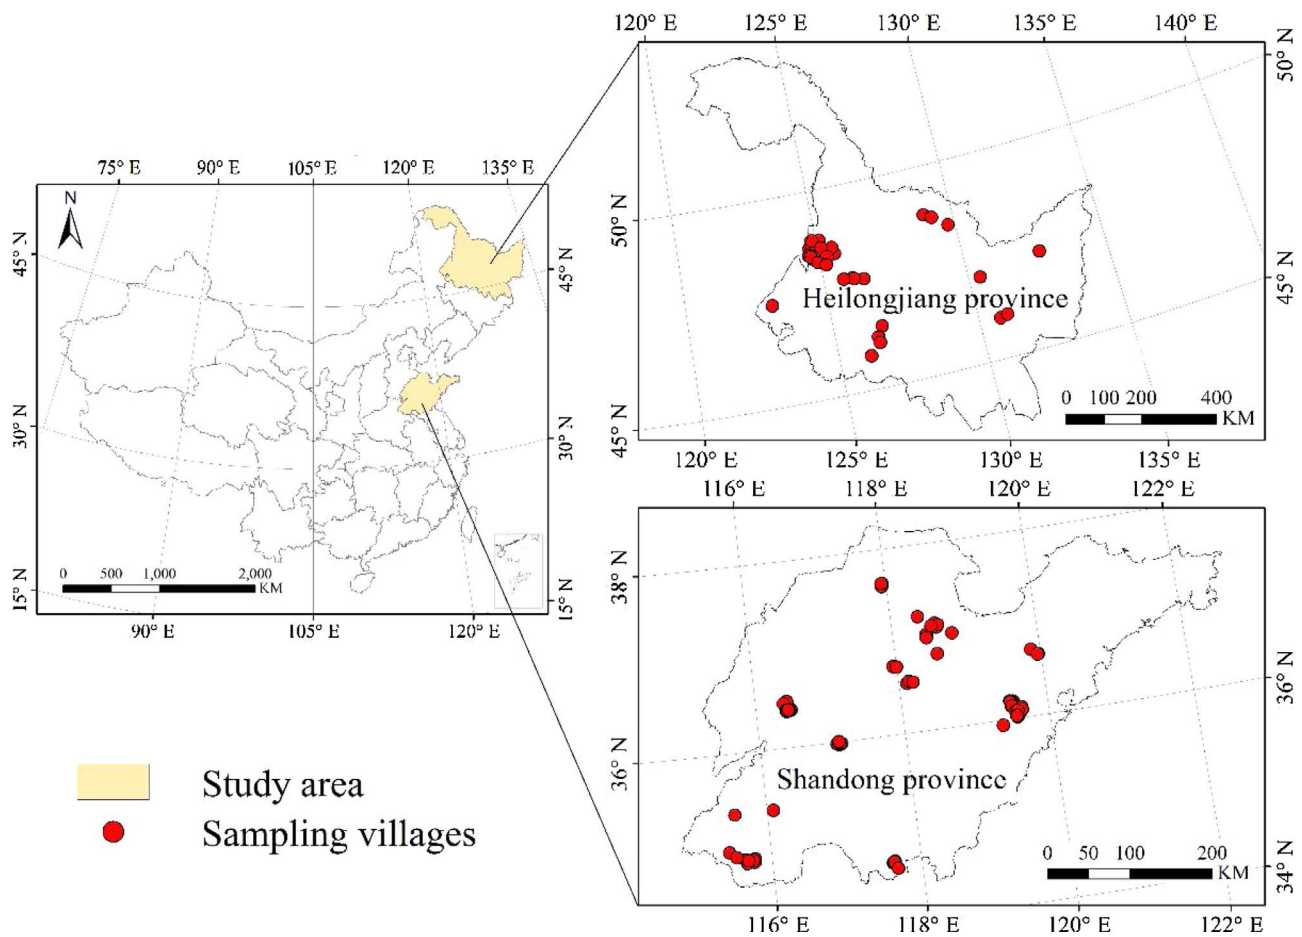 75° E 90° E 105° E 120° E 135° E
N
45° N
30° N
15° N
45° N
30° N
15° N
0 500 1,000 2,000
KM
90° E 105° E 120° E
Study area
Sampling villages
120° E 125° E 130° E 135° E 140° E
50° N
45° N
50° N
45° N
Heilongjiang province
0 100 200 400
KM
120° E 125° E 130° E 135° E
116° E 118° E 120° E 122° E
38° N
36° N
36° N
34° N
Shandong province
0 50 100 200
KM
116° E 118° E 120° E 122° E